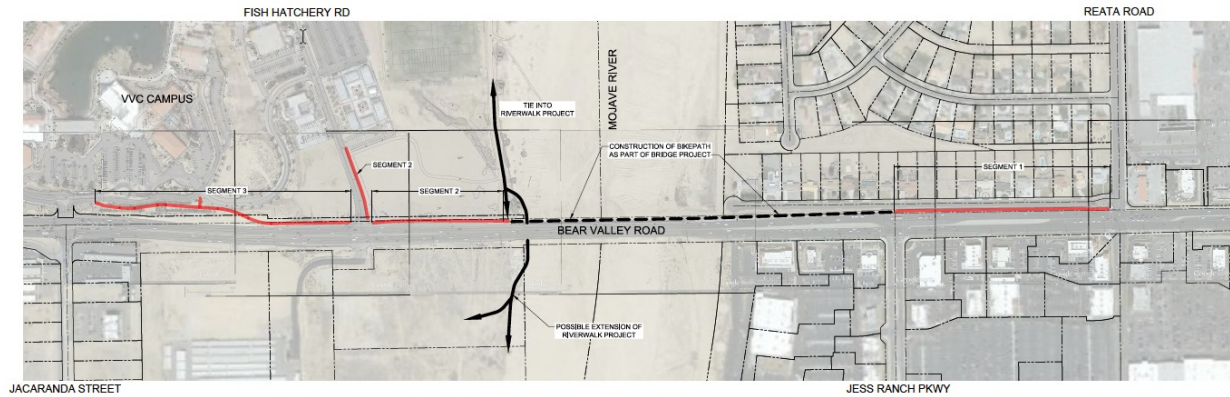 FISH HATCHERY RD
REATA ROAD
VVC CAMPUS
TIE INTO
RIVERWALK PROJECT
MOJAVE RIVER
CONSTRUCTION OF BIKEPATH
AS PART OF BRIDGE PROJECT
SEGMENT 2
SEGMENT 1
SEGMENT 3
SEGMENT 2
BEAR VALLEY ROAD
POSSIBLE EXTENSION OF
RIVERWALK PROJECT
JACARANDA STREET
JESS RANCH PKWY